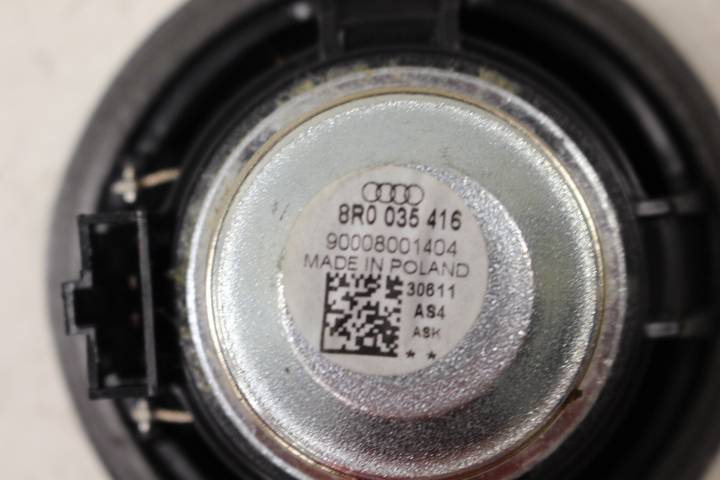 8R0 035 416
90008001404
MADE IN POLAND
30611
AS4
ASK
* *